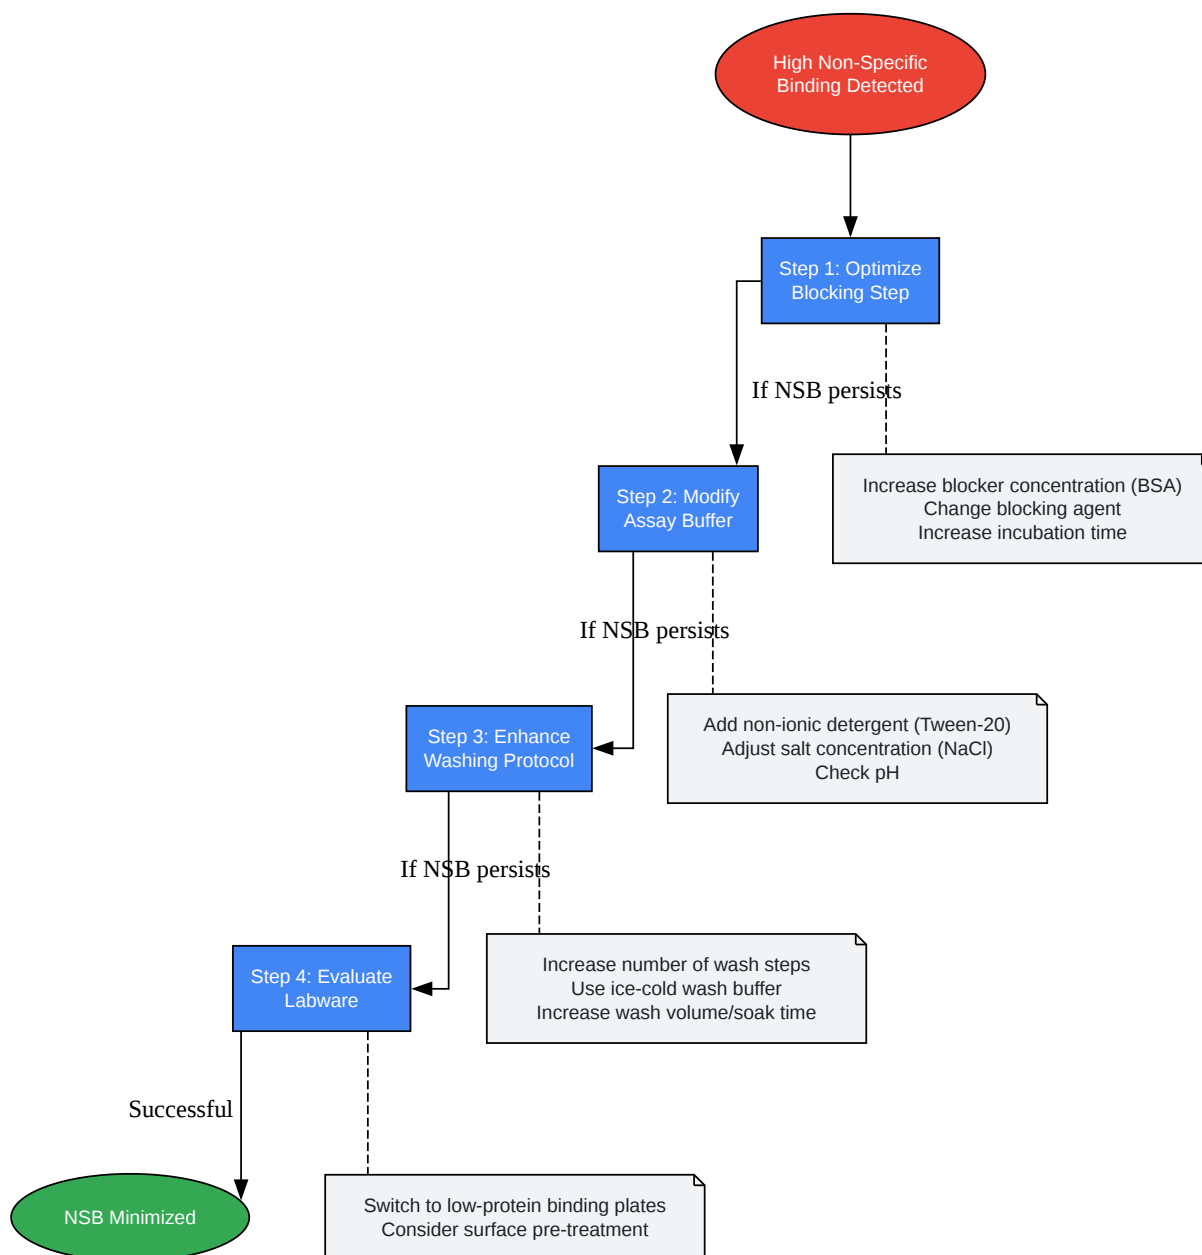 High Non-Specific
Binding Detected
Step 1: Optimize
Blocking Step
If NSB persists
Increase blocker concentration (BSA)
Change blocking agent
Increase incubation time
Step 2: Modify
Assay Buffer
If NSB persists
Add non-ionic detergent (Tween-20)
Adjust salt concentration (NaCl)
Check pH
Step 3: Enhance
Washing Protocol
If NSB persists
Increase number of wash steps
Use ice-cold wash buffer
Increase wash volume/soak time
Step 4: Evaluate
Labware
Successful
NSB Minimized
Switch to low-protein binding plates
Consider surface pre-treatment